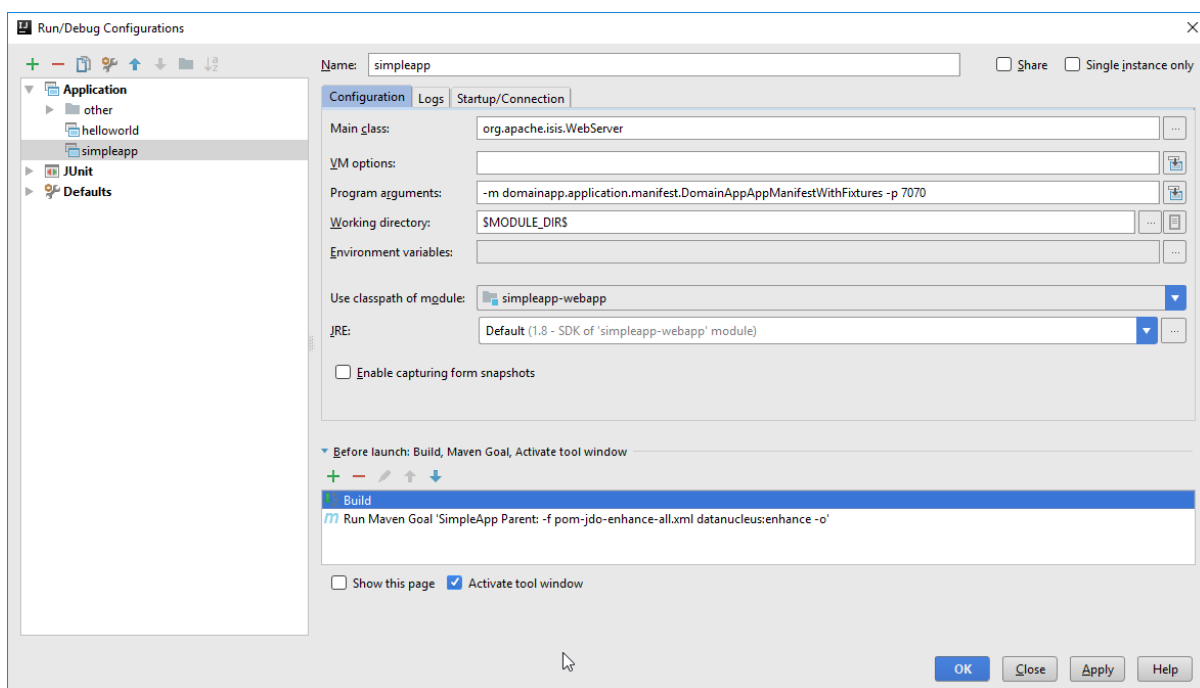 Run/Debug Configurations
Name: simpleapp Share Single instance only
Application
other
helloworld
simpleapp
JUnit
Defaults
Configuration Logs Startup/Connection
Main class: org.apache.isis.WebServer ...
VM options:
Program arguments: -m domainapp.application.manifest.DomainAppAppManifestWithFixtures -p 7070
Working directory: $MODULE_DIR$ ...
Environment variables: ...
Use classpath of module: simpleapp-webapp
JRE: Default (1.8 - SDK of 'simpleapp-webapp' module) ...
Enable capturing form snapshots
Before launch: Build, Maven Goal, Activate tool window
Build
Run Maven Goal 'SimpleApp Parent: -f pom-jdo-enhance-all.xml datanucleus:enhance -o'
Show this page Activate tool window
OK Close Apply Help